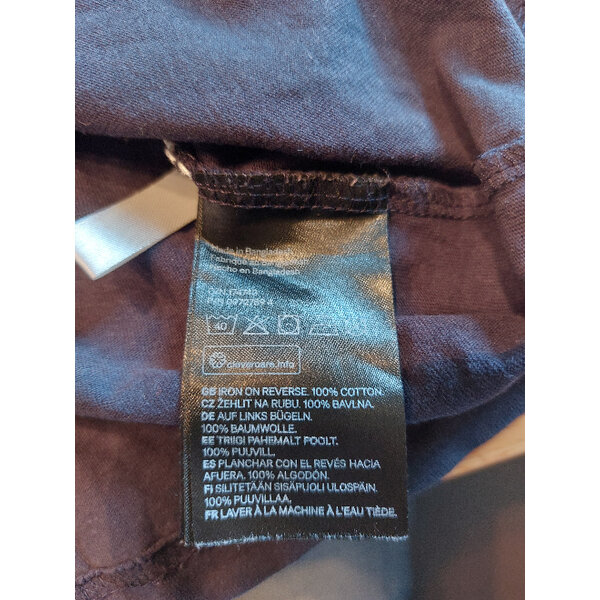 Made in Bangladesh
Fabriqué Bangladesh
Hecho en Bangladesh
40
clevercare.info
GB IRON ON REVERSE. 100% COTTON.
CZ ŽEHLIT NA RUBU. 100% BAVLNA.
DE AUF LINKS BÜGELN.
100% BAUMWOLLE.
EE TRIIGI PAHEMALT POOLT.
100% PUUVILL.
ES PLANCHAR CON EL REVÉS HACIA
AFUERA. 100% ALGODÓN.
FI SILITETÄÄN SISÄPUOLI ULOSPÄIN.
100% PUUVILLAA.
FR LAVER À LA MACHINE À L'EAU TIÈDE.